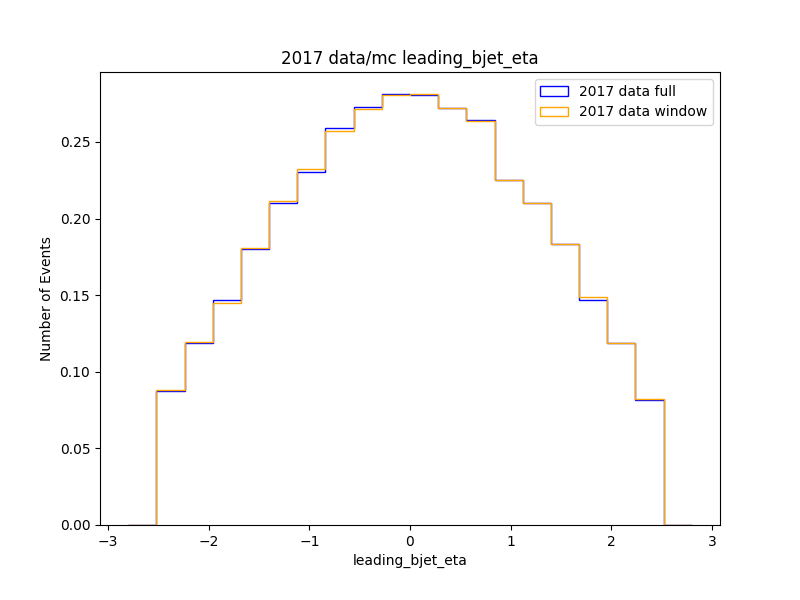 2017 data/mc leading_bjet_eta
2017 data full
2017 data window
Number of Events
0.25
0.20
0.15
0.10
0.05
0.00
−3 −2 −1 0 1 2 3
leading_bjet_eta